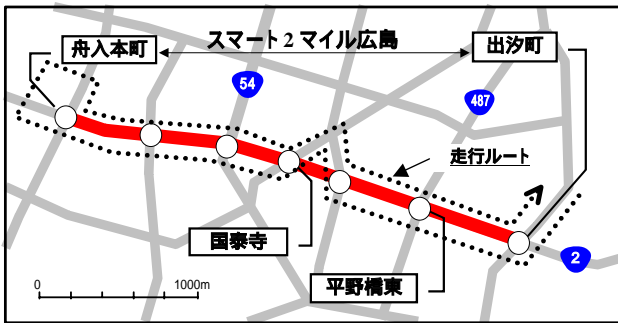 スマート2マイル広島
舟入本町
出汐町
54
487
走行ルート
国泰寺
平野橋東
2
0 1000m